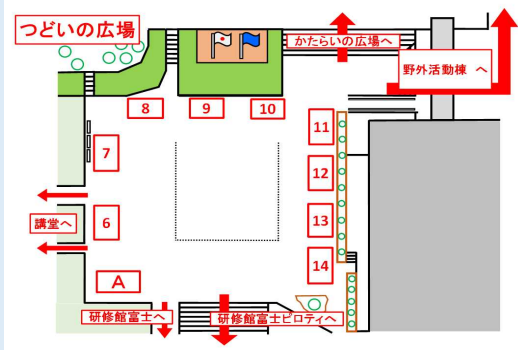 つどいの広場
かたらいの広場へ
野外活動棟 へ
8
9
10
11
7
12
講堂へ
6
13
14
A
研修館富士へ
研修館富士ピロティへ